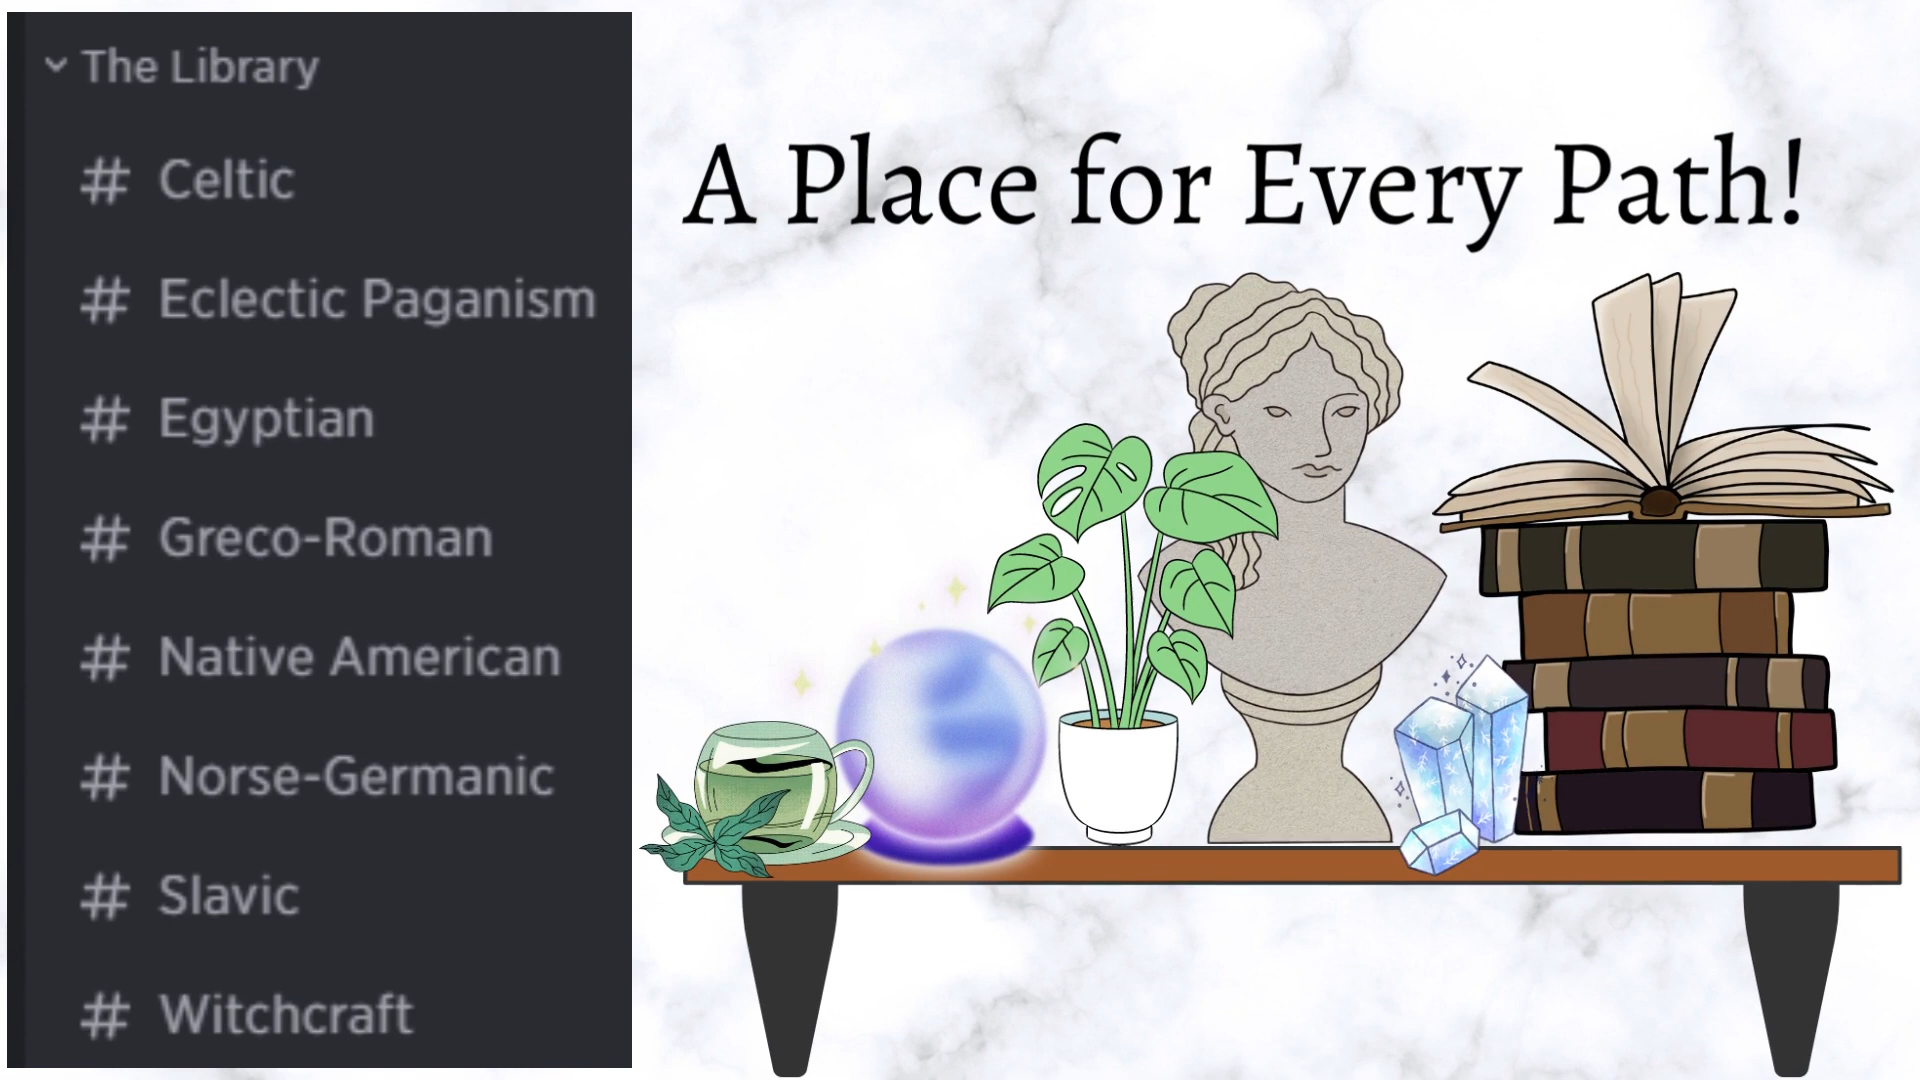 The Library
# Celtic
# Eclectic Paganism
# Egyptian
# Greco-Roman
# Native American
# Norse-Germanic
# Slavic
# Witchcraft
A Place for Every Path!